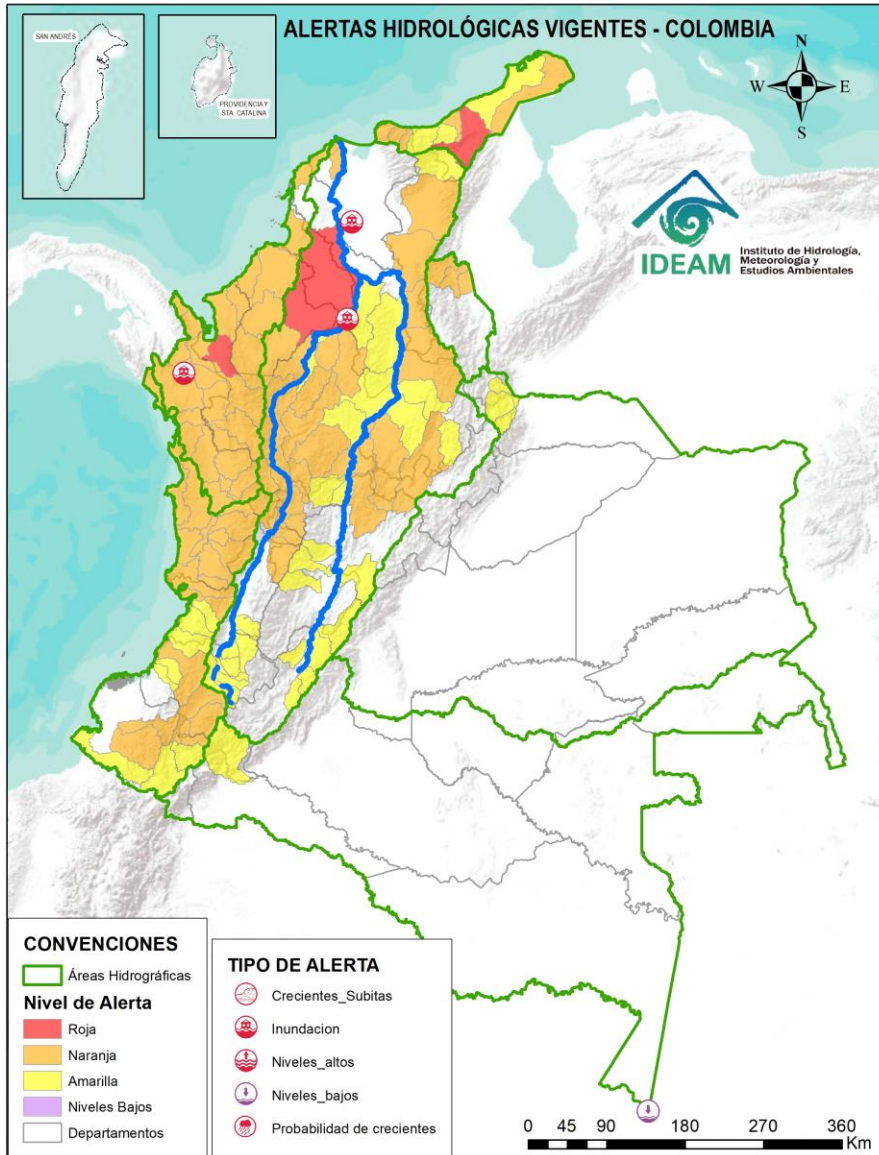 ALERTAS HIDROLÓGICAS VIGENTES - COLOMBIA
SAN ANDRÉS
PROVIDENCIA Y
STA. CATALINA
N
W
E
S
IDEAM
Instituto de Hidrología,
Meteorología y
Estudios Ambientales
CONVENCIONES
Áreas Hidrográficas
Nivel de Alerta
Roja
Naranja
Amarilla
Niveles Bajos
Departamentos
TIPO DE ALERTA
Crecientes_Subitas
Inundacion
Niveles_altos
Niveles_bajos
Probabilidad de crecientes
0 45 90 180 270 360
Km